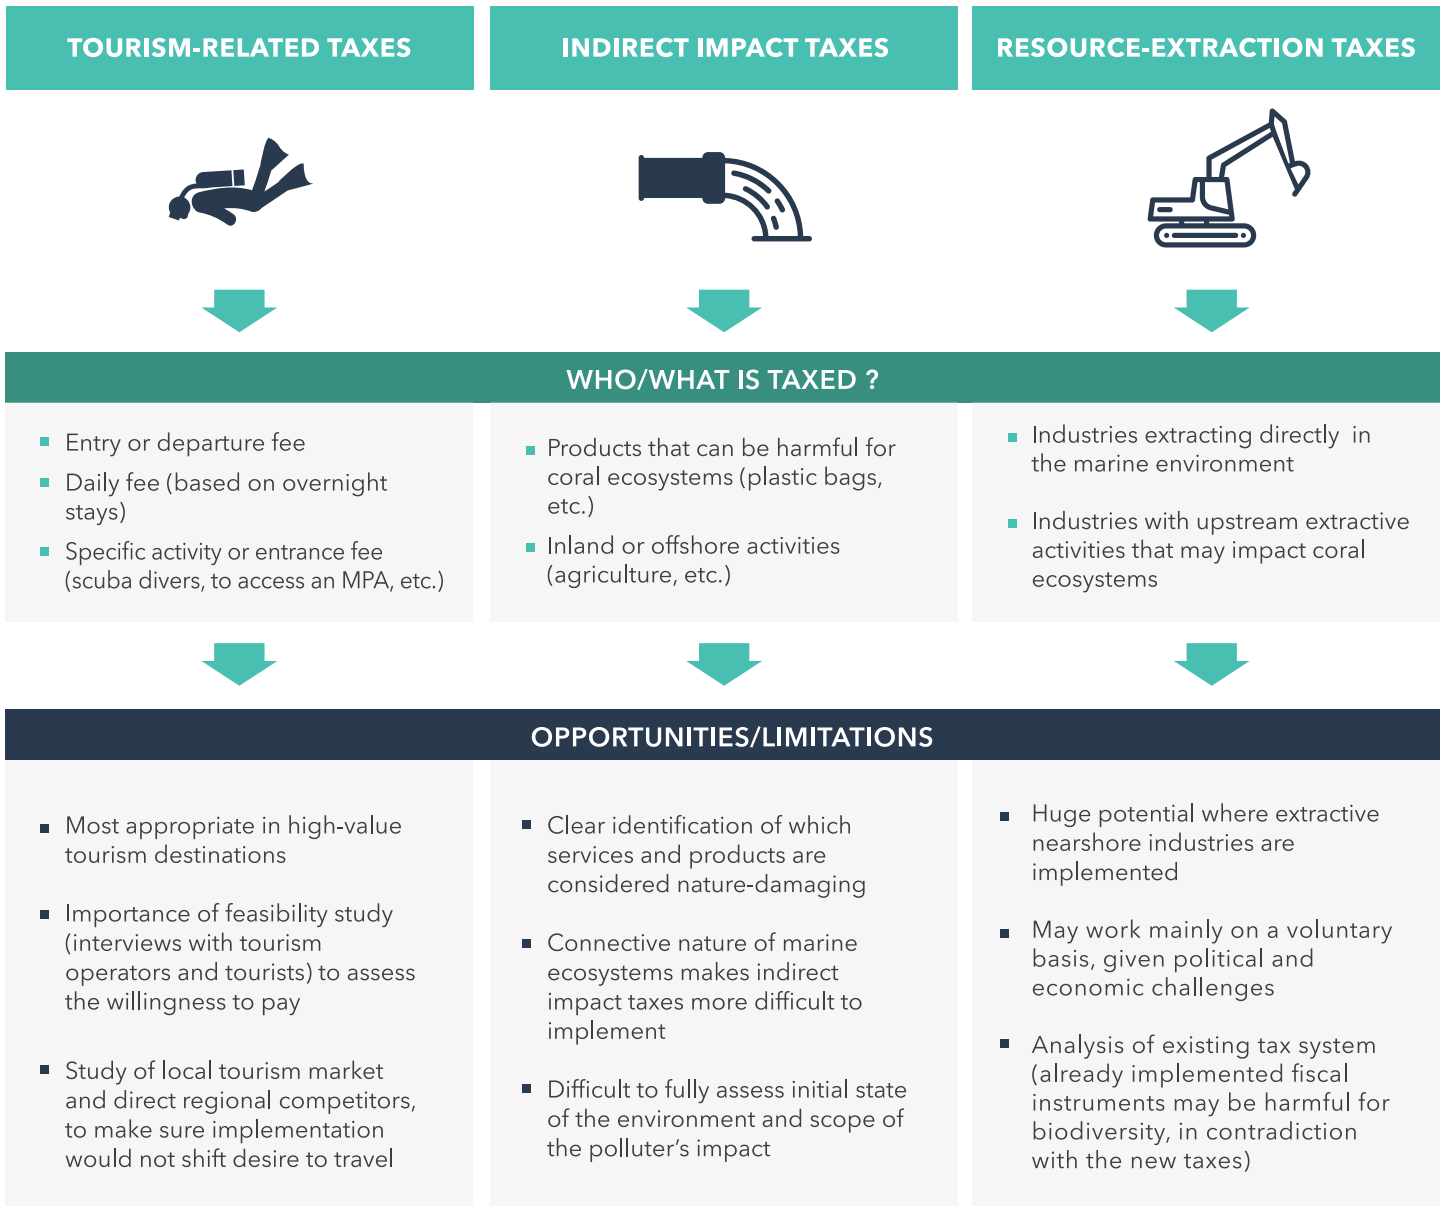 TOURISM-RELATED TAXES
INDIRECT IMPACT TAXES
RESOURCE-EXTRACTION TAXES
WHO/WHAT IS TAXED ?
Entry or departure fee
Daily fee (based on overnight
stays)
Specific activity or entrance fee
(scuba divers, to access an MPA, etc.)
Products that can be harmful for
coral ecosystems (plastic bags,
etc.)
Inland or offshore activities
(agriculture, etc.)
Industries extracting directly in
the marine environment
Industries with upstream extractive
activities that may impact coral
ecosystems
OPPORTUNITIES/LIMITATIONS
Most appropriate in high-value
tourism destinations
Importance of feasibility study
(interviews with tourism
operators and tourists) to assess
the willingness to pay
Study of local tourism market
and direct regional competitors,
to make sure implementation
would not shift desire to travel
Clear identification of which
services and products are
considered nature-damaging
Connective nature of marine
ecosystems makes indirect
impact taxes more difficult to
implement
Difficult to fully assess initial state
of the environment and scope of
the polluter's impact
Huge potential where extractive
nearshore industries are
implemented
May work mainly on a voluntary
basis, given political and
economic challenges
Analysis of existing tax system
(already implemented fiscal
instruments may be harmful for
biodiversity, in contradiction
with the new taxes)